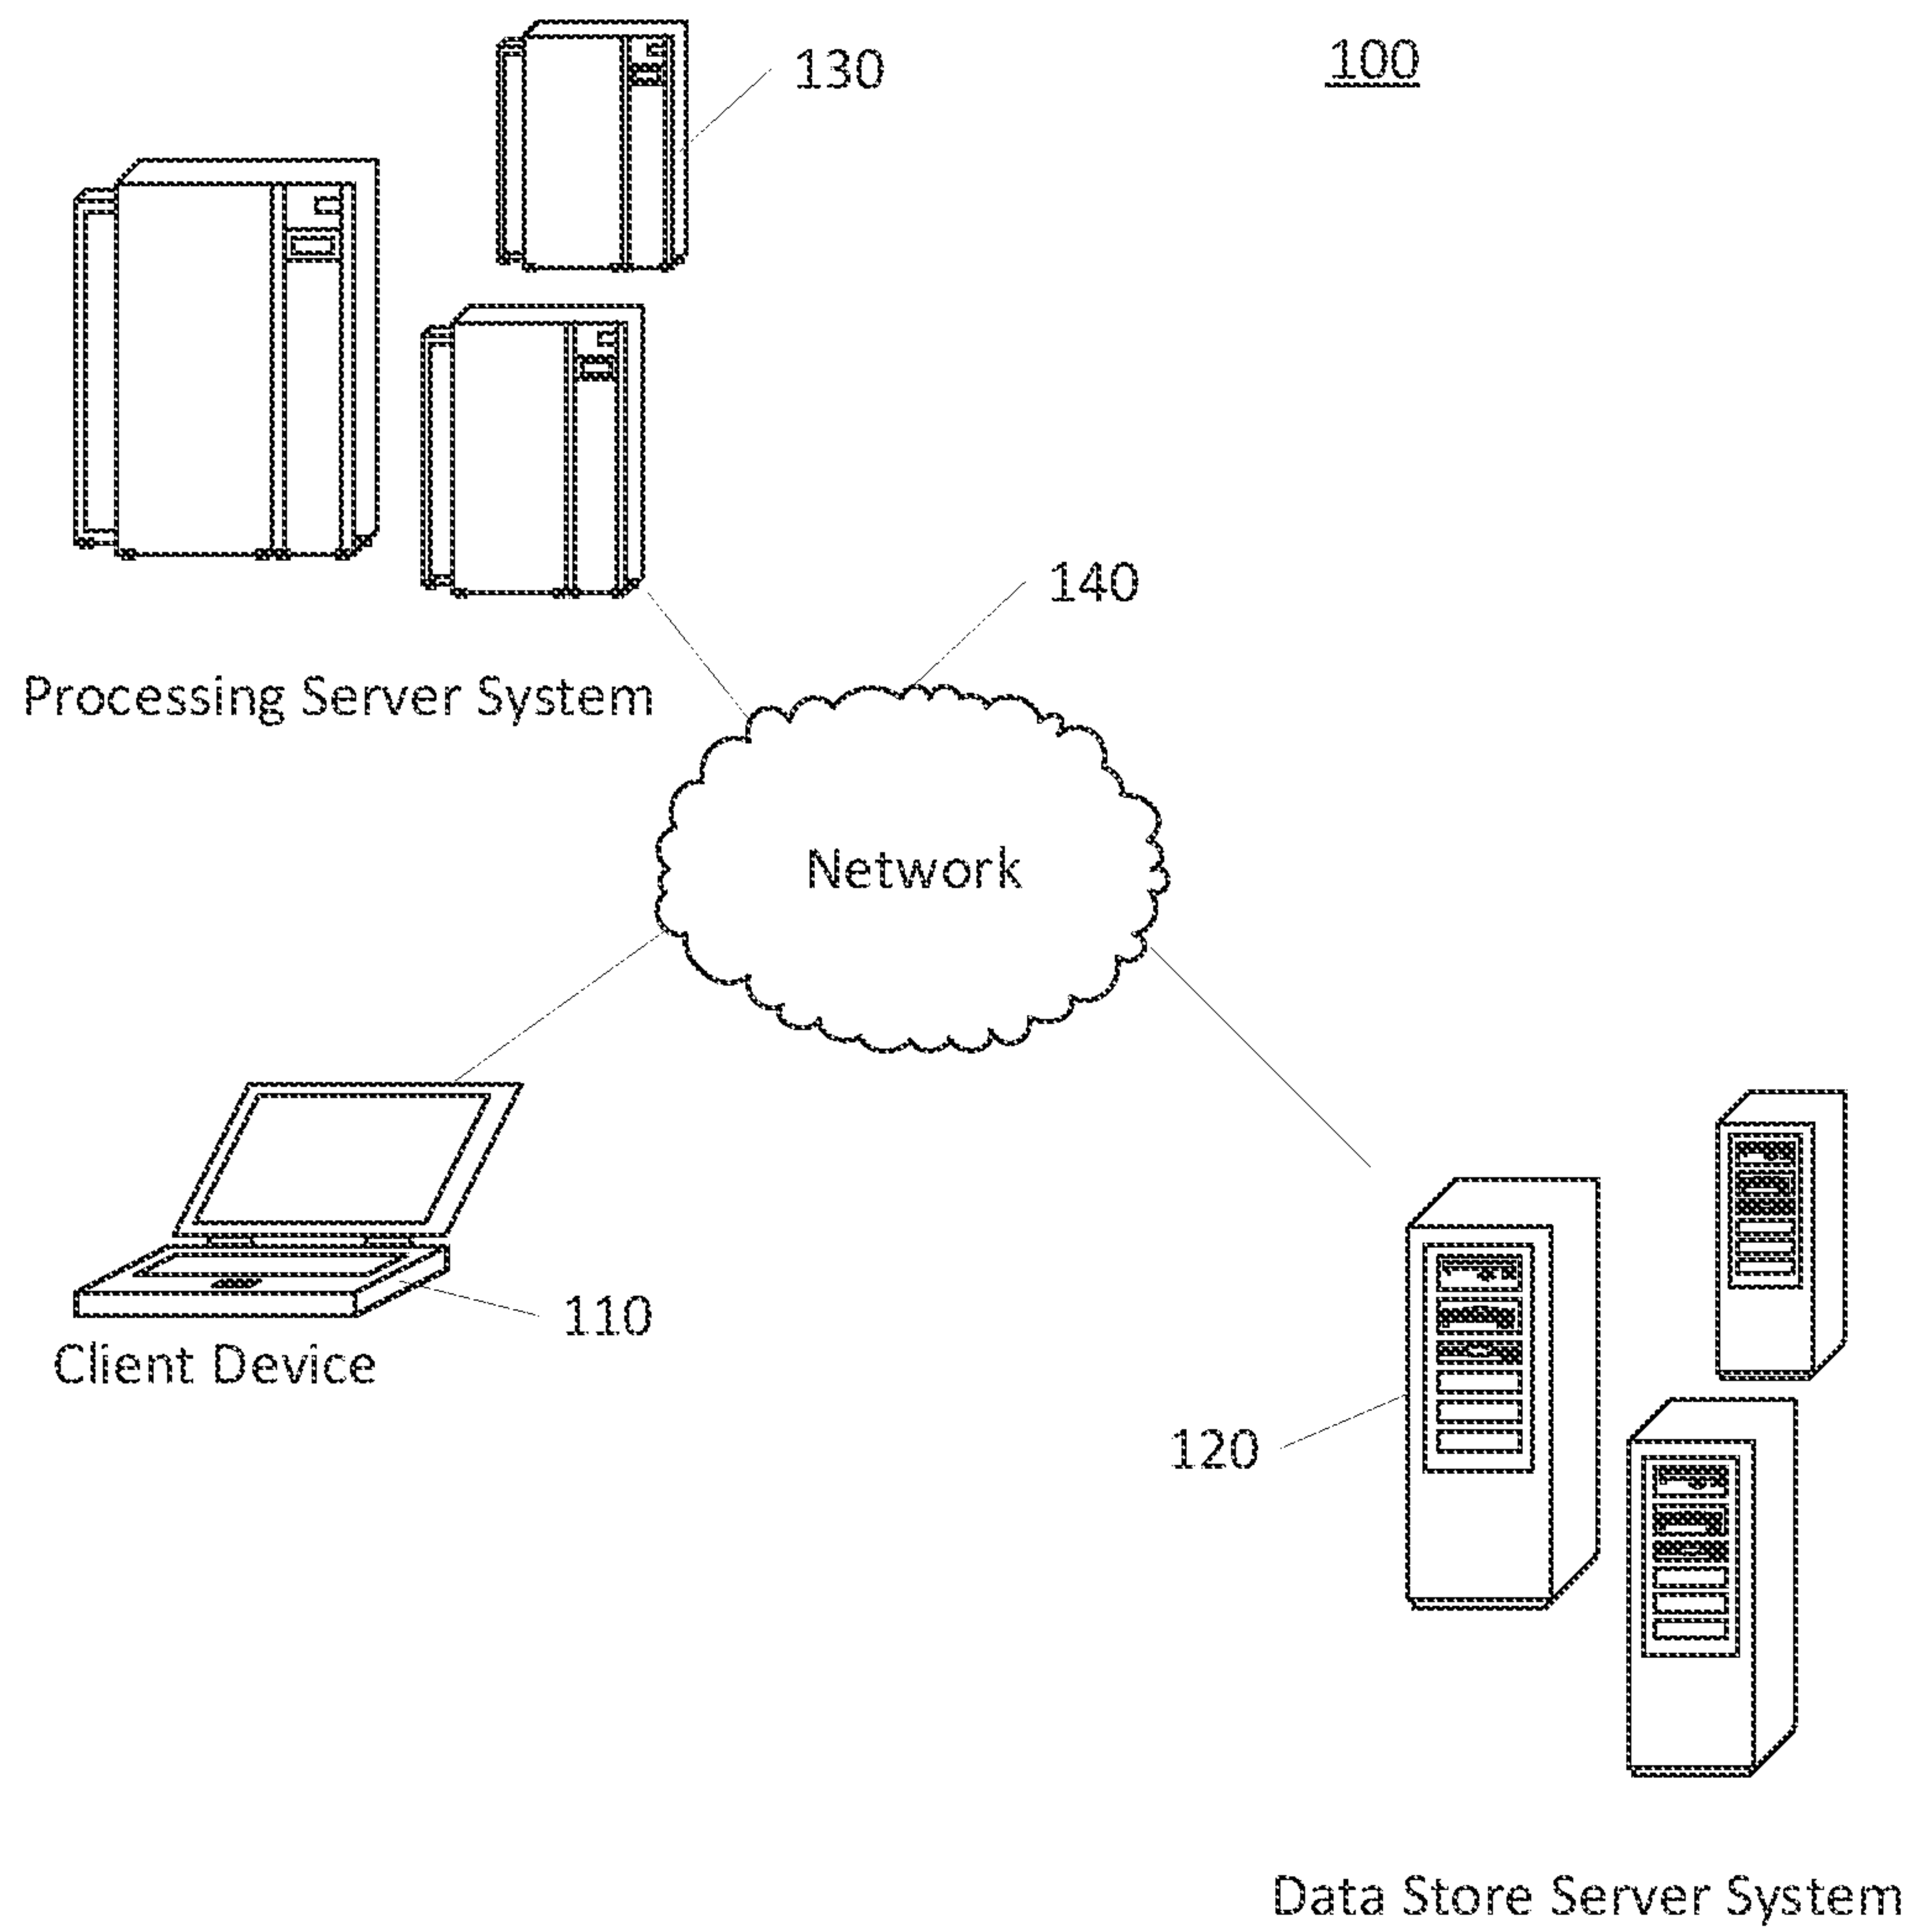 130
100
140
Processing Server System
Network
110
Client Device
120
Data Store Server System